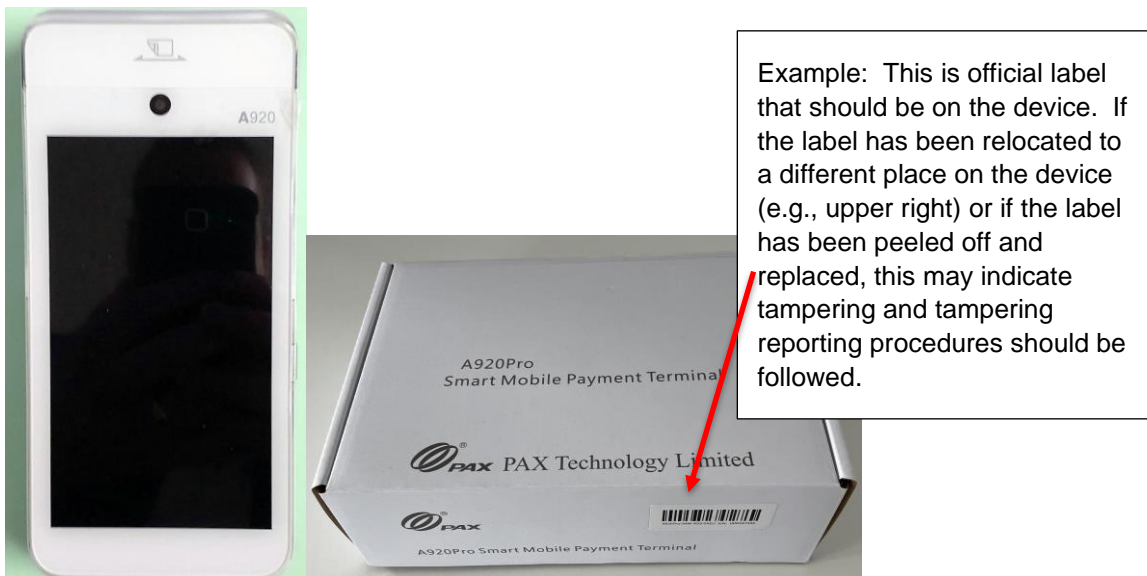 A920
Example: This is official label
that should be on the device. If
the label has been relocated to
a different place on the device
(e.g., upper right) or if the label
has been peeled off and
replaced, this may indicate
tampering and tampering
reporting procedures should be
followed.
A920Pro
Smart Mobile Payment Terminal
PAX® PAX Technology Limited
PAX
A920Pro Smart Mobile Payment Terminal